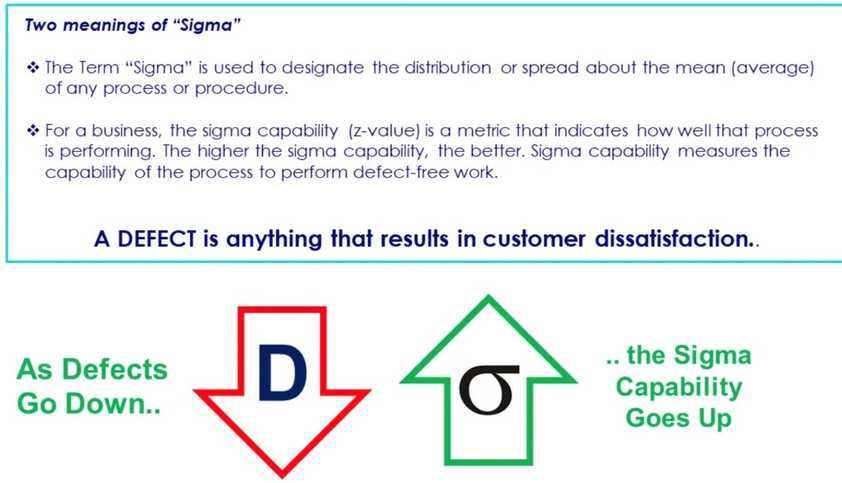 Two meanings of “Sigma”
❖ The Term “Sigma” is used to designate the distribution or spread about the mean (average)
of any process or procedure.
❖ For a business, the sigma capability (z-value) is a metric that indicates how well that process
is performing. The higher the sigma capability, the better. Sigma capability measures the
capability of the process to perform defect-free work.
A DEFECT is anything that results in customer dissatisfaction..
As Defects
Go Down..
D
σ
.. the Sigma
Capability
Goes Up